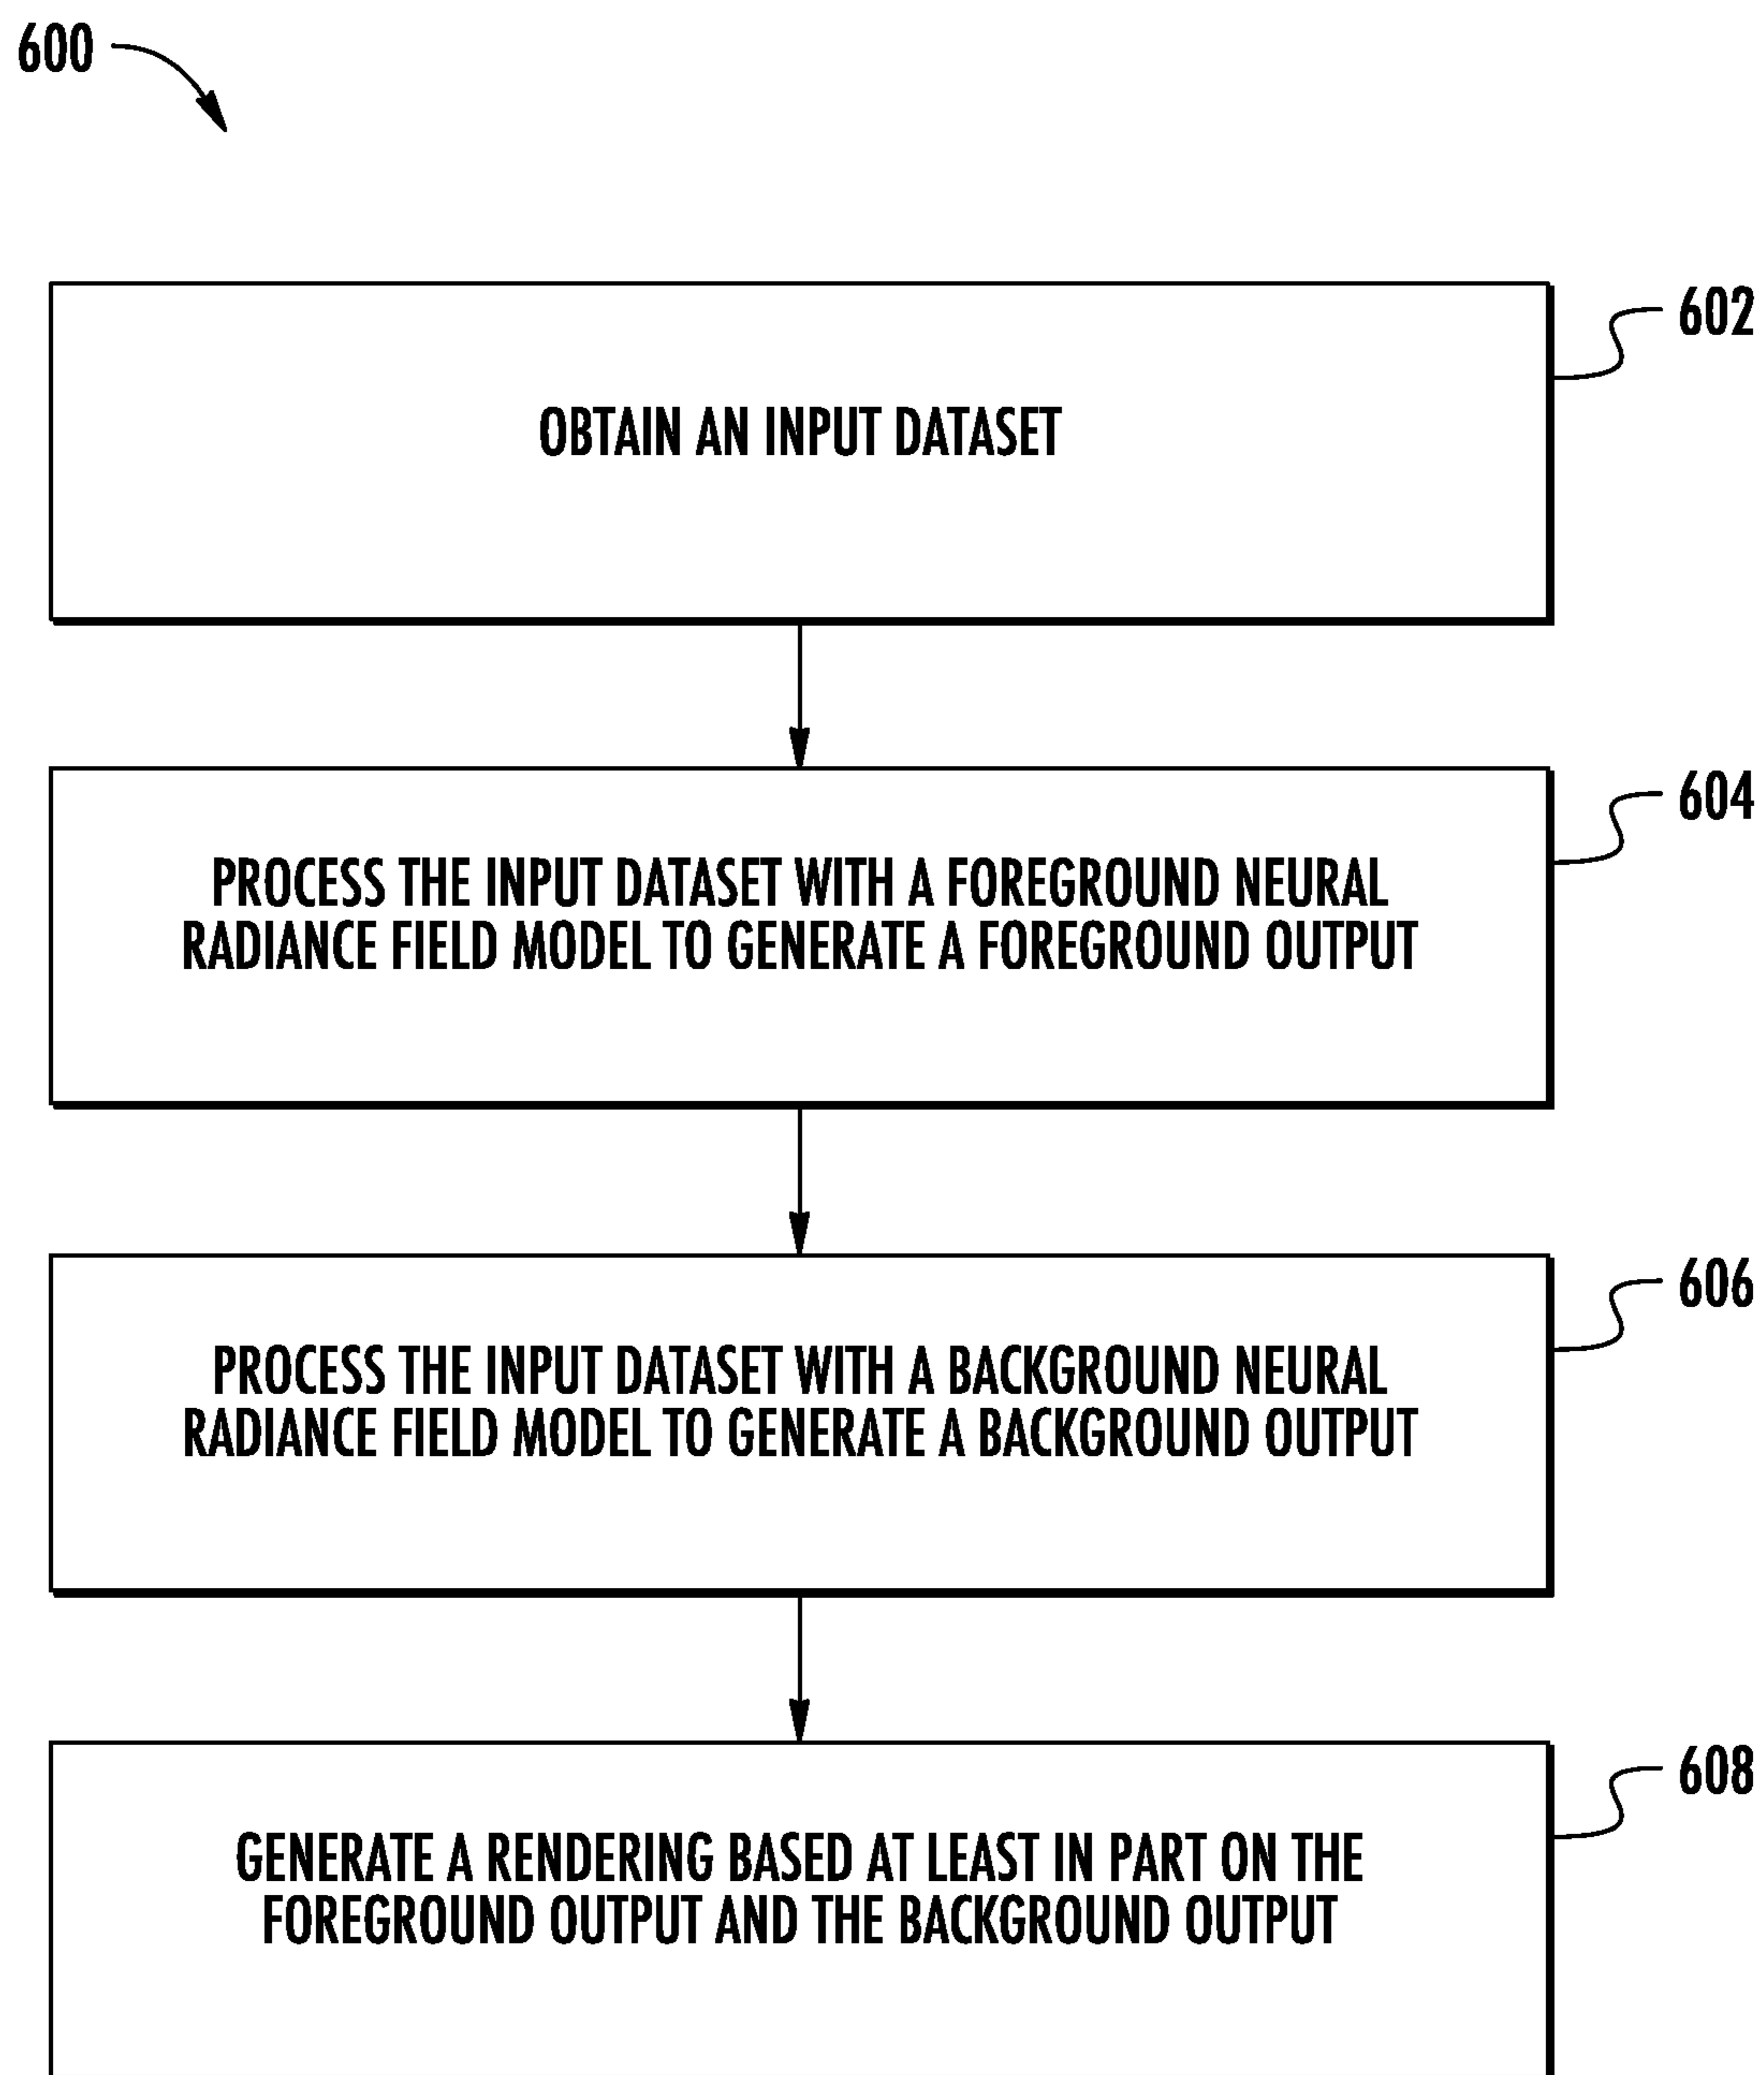 600
602
OBTAIN AN INPUT DATASET
604
PROCESS THE INPUT DATASET WITH A FOREGROUND NEURAL
RADIANCE FIELD MODEL TO GENERATE A FOREGROUND OUTPUT
606
PROCESS THE INPUT DATASET WITH A BACKGROUND NEURAL
RADIANCE FIELD MODEL TO GENERATE A BACKGROUND OUTPUT
608
GENERATE A RENDERING BASED AT LEAST IN PART ON THE
FOREGROUND OUTPUT AND THE BACKGROUND OUTPUT